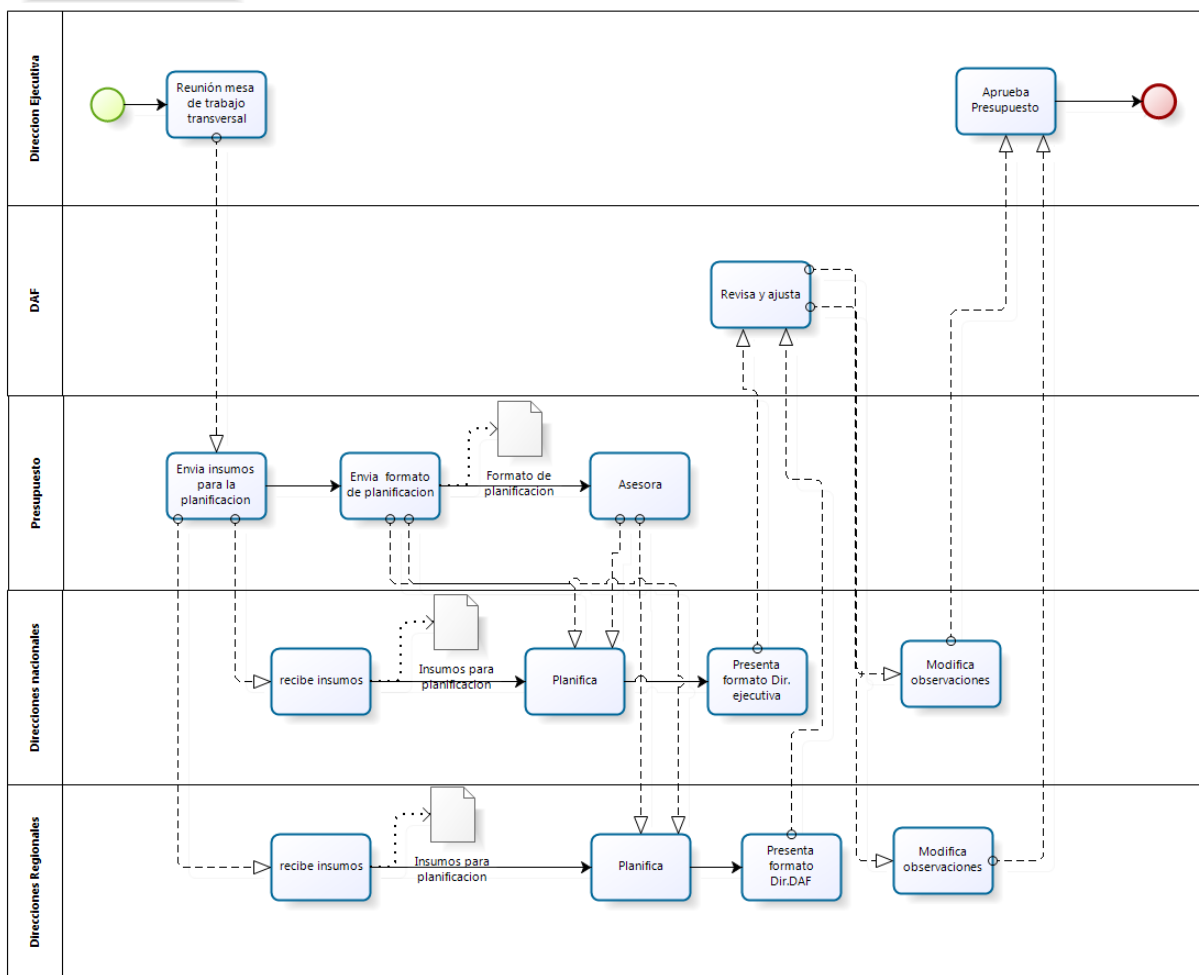 Direccion Ejecutiva
Reunión mesa
de trabajo
transversal
Aprueba
Presupuesto
DAF
Revisa y ajusta
Presupuesto
Envia insumos
para la
planificacion
Envia formato
de planificacion
Formato de
planificacion
Asesora
Direcciones nacionales
recibe insumos
Insumos para
planificacion
Planifica
Presenta
formato Dir.
ejecutiva
Modifica
observaciones
Direcciones Regionales
recibe insumos
Insumos para
planificacion
Planifica
Presenta
formato
Dir.DAF
Modifica
observaciones